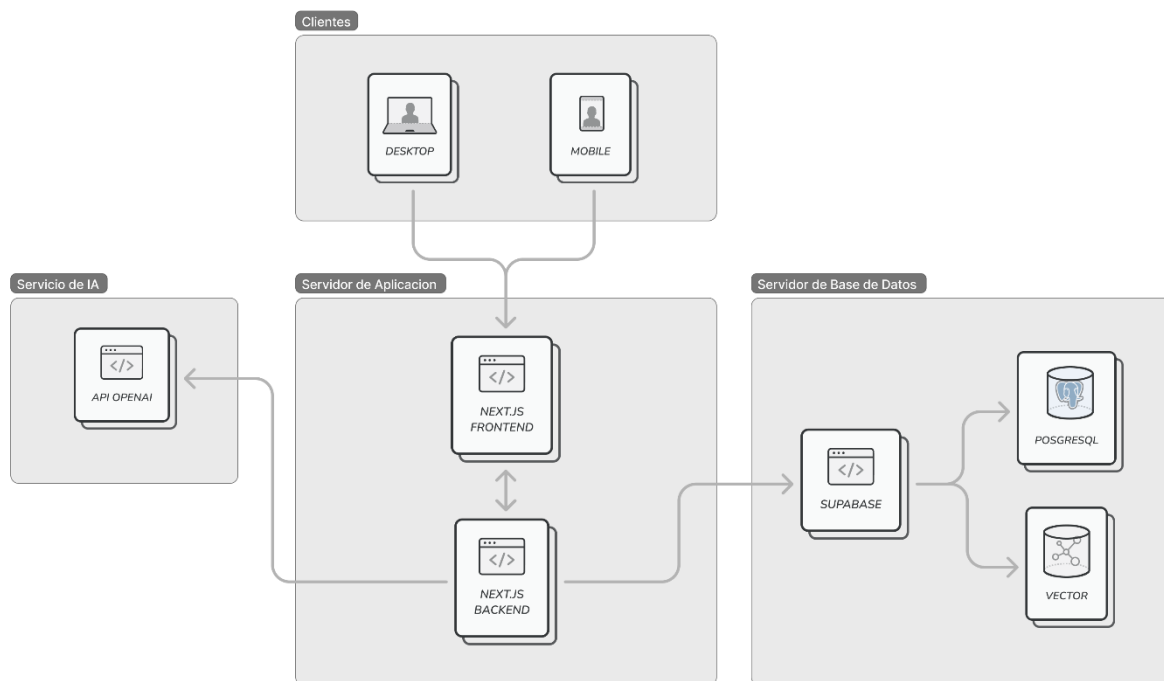 Clientes
DESKTOP
MOBILE
Servicio de IA
API OPENAI
Servidor de Aplicacion
NEXT.JS
FRONTEND
NEXT.JS
BACKEND
Servidor de Base de Datos
SUPABASE
POSGRESQL
VECTOR